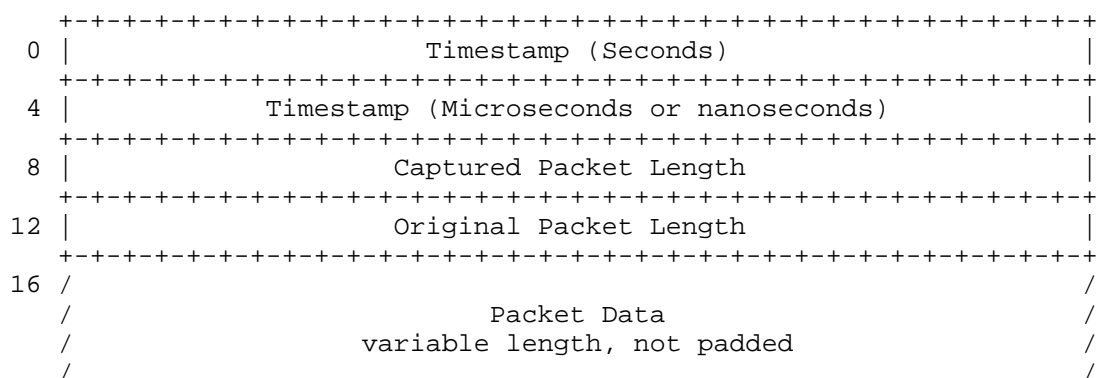 +-+-+-+-+-+-+-+-+-+-+-+-+-+-+-+-+-+-+-+-+-+-+-+-+-+-+-+-+-+-+-+-+
0 | Timestamp (Seconds) |
+-+-+-+-+-+-+-+-+-+-+-+-+-+-+-+-+-+-+-+-+-+-+-+-+-+-+-+-+-+-+-+-+
4 | Timestamp (Microseconds or nanoseconds) |
+-+-+-+-+-+-+-+-+-+-+-+-+-+-+-+-+-+-+-+-+-+-+-+-+-+-+-+-+-+-+-+-+
8 | Captured Packet Length |
+-+-+-+-+-+-+-+-+-+-+-+-+-+-+-+-+-+-+-+-+-+-+-+-+-+-+-+-+-+-+-+-+
12 | Original Packet Length |
+-+-+-+-+-+-+-+-+-+-+-+-+-+-+-+-+-+-+-+-+-+-+-+-+-+-+-+-+-+-+-+-+
16 / /
/ Packet Data /
/ variable length, not padded /
/ /